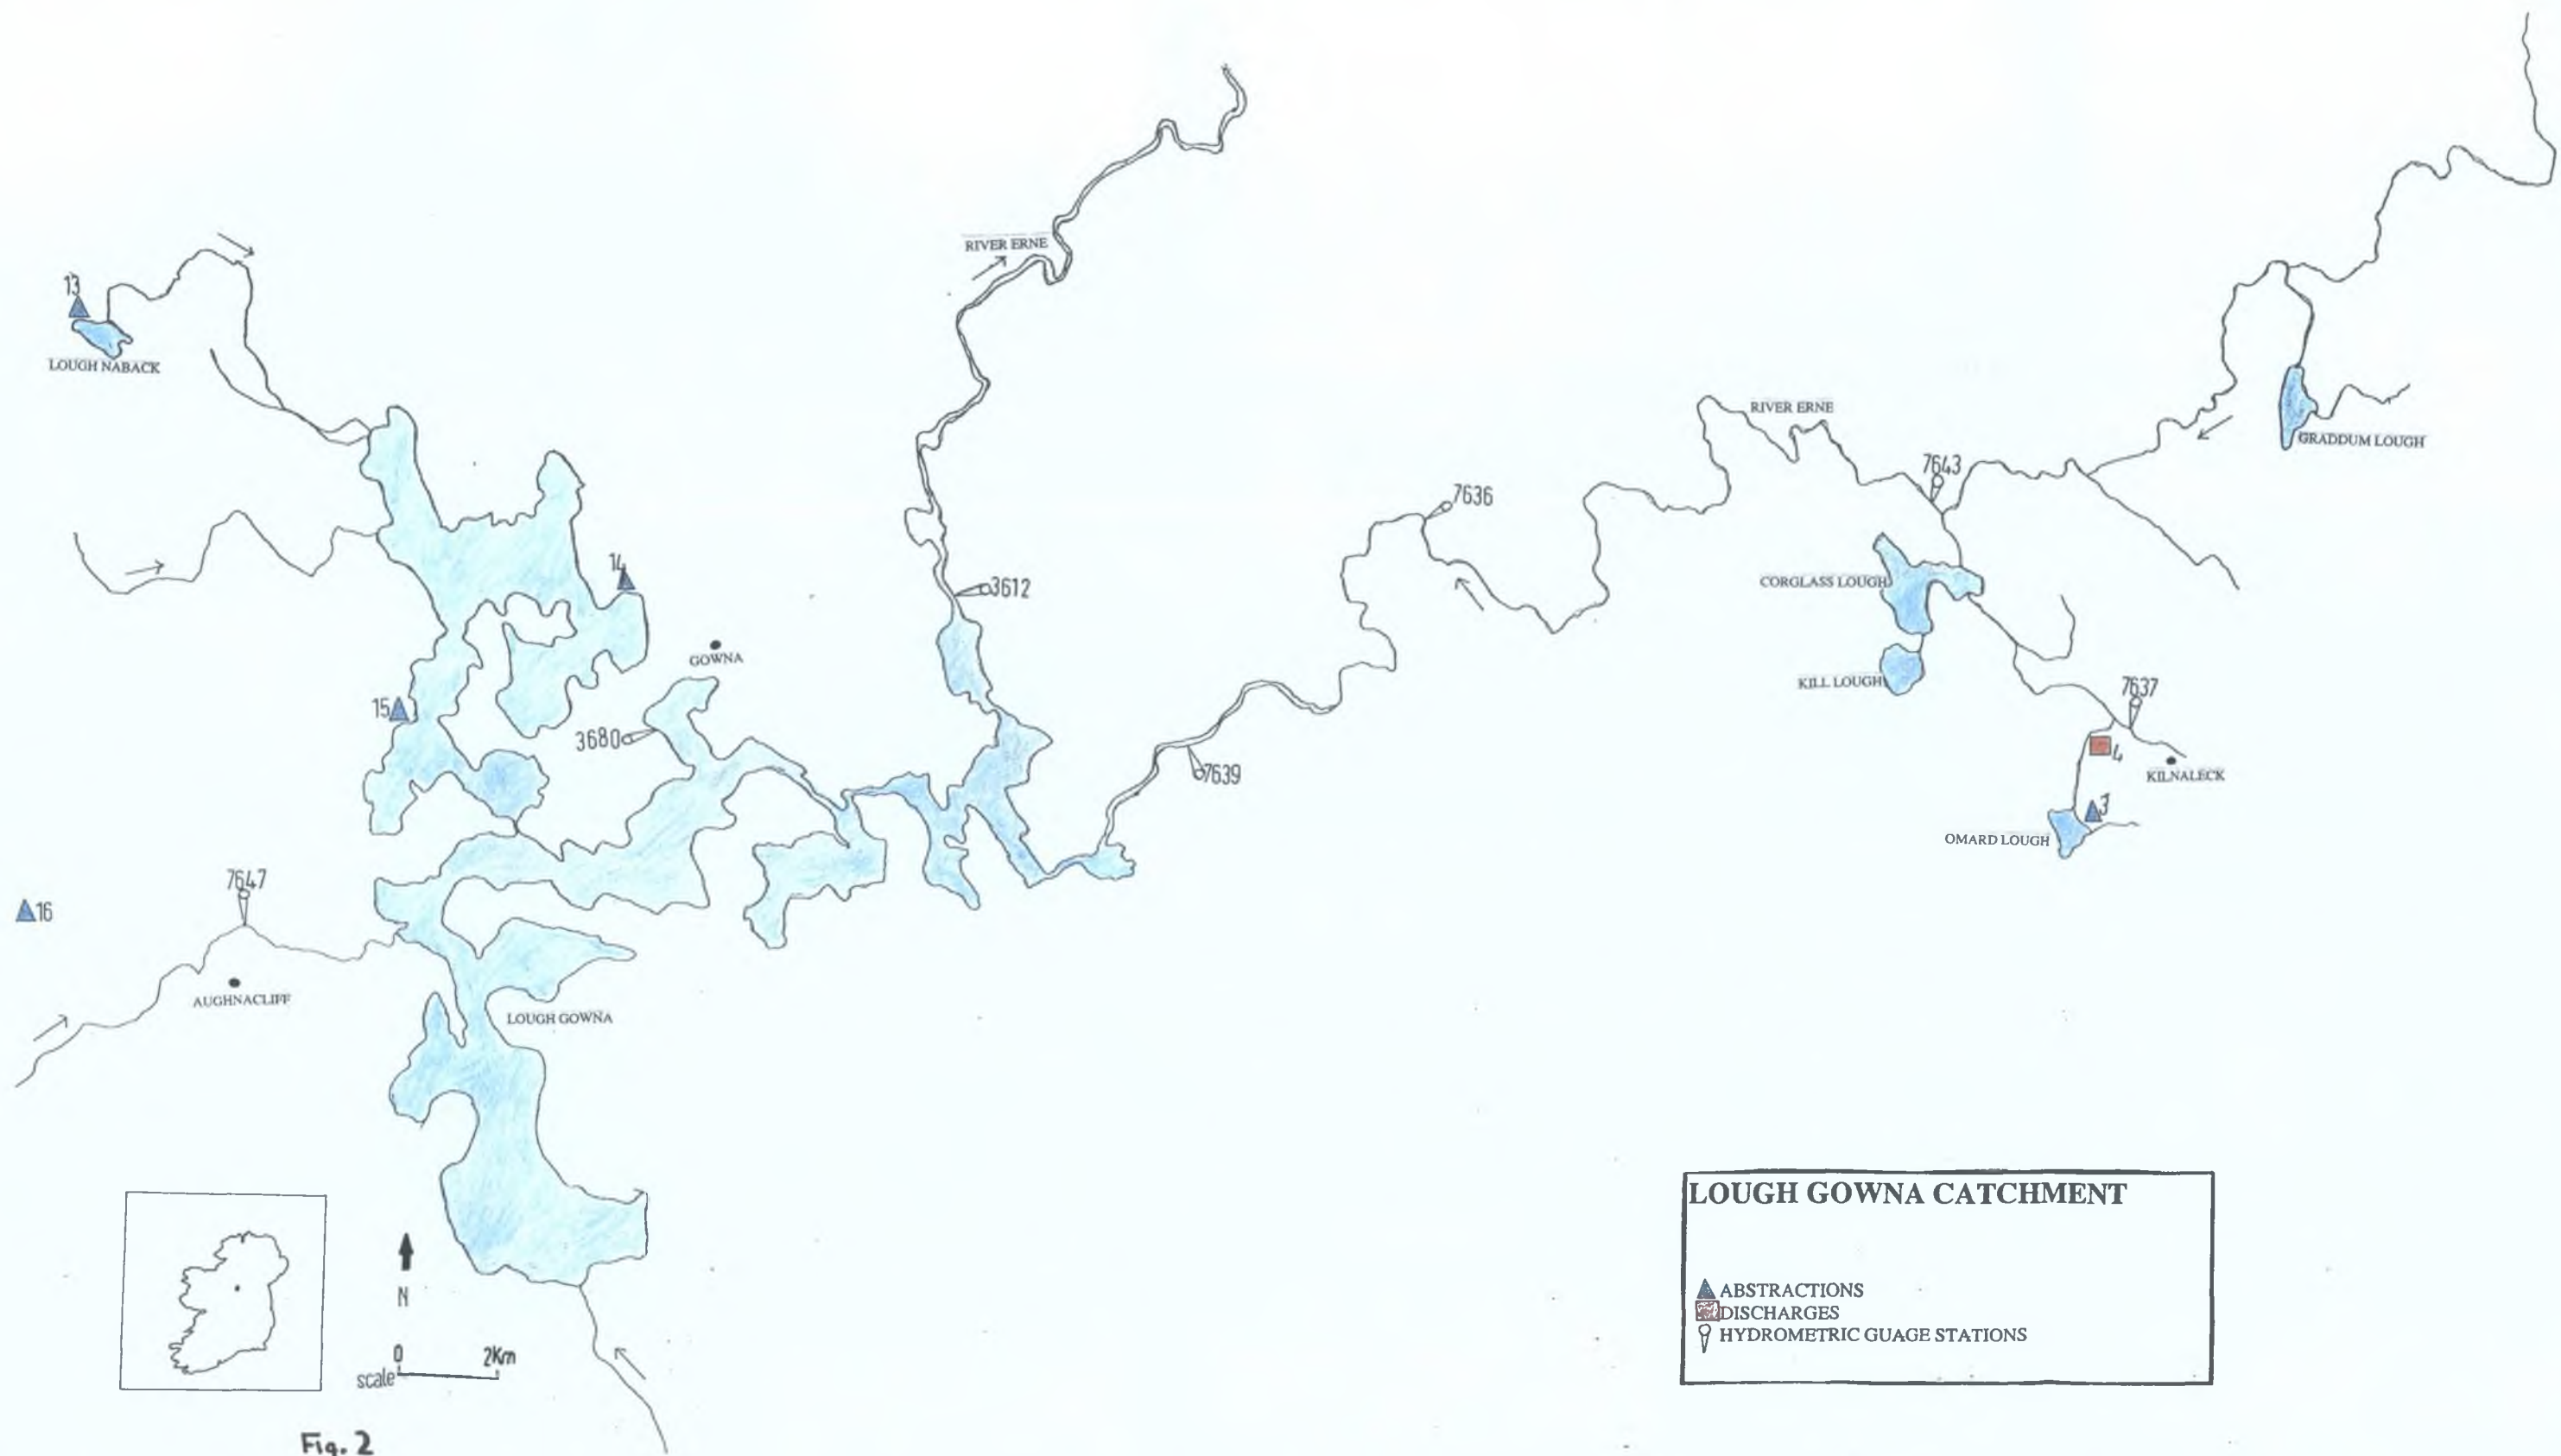 RIVER ERNE
13
LOUGH NABACK
RIVER ERNE
GRADDUM LOUGH
7643
7636
14
3612
CORGLASS LOUGH
GOWNA
KILL LOUGH
7637
15
3680
4
7639
KILNALECK
3
OMARD LOUGH
7647
16
AUGHNACLIFF
LOUGH GOWNA
N
0 2Km
scale
Fig. 2
LOUGH GOWNA CATCHMENT
ABSTRACTIONS
DISCHARGES
HYDROMETRIC GUAGE STATIONS